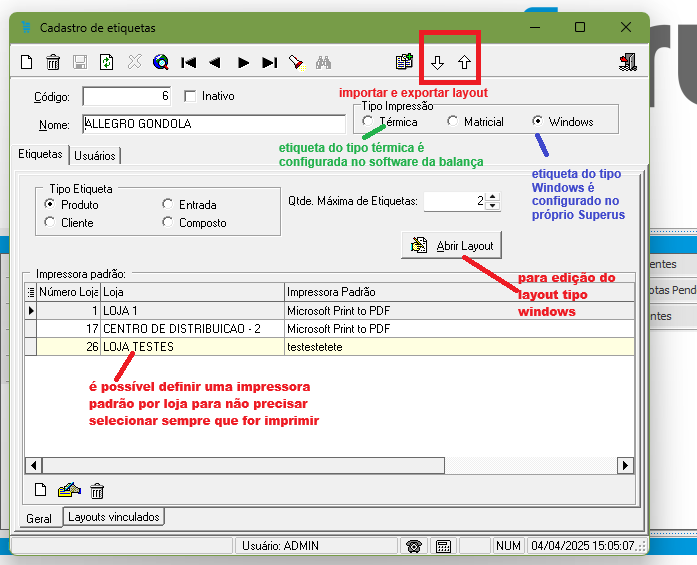 Cadastro de etiquetas
importar e exportar layout
Código: 6 Inativo
Tipo Impressão
Térmica Matricial Windows
Nome: ALLEGRO GONDOLA
etiqueta do tipo térmica é
configurada no software da balança
etiqueta do tipo
Windows é
configurado no
próprio Superus
Etiquetas Usuários
Tipo Etiqueta
Produto Entrada
Cliente Composto
Qtde. Máxima de Etiquetas: 2
Abrir Layout
para edição do
layout tipo
windows
Impressora padrão:
Número Loja Loja Impressora Padrão
1 LOJA 1 Microsoft Print to PDF
17 CENTRO DE DISTRIBUICAO - 2 Microsoft Print to PDF
26 LOJA TESTES testestetete
é possível definir uma impressora
padrão por loja para não precisar
selecionar sempre que for imprimir
Geral Layouts vinculados
Usuário: ADMIN NUM 04/04/2025 15:05:07
entes
otas Pend
entes